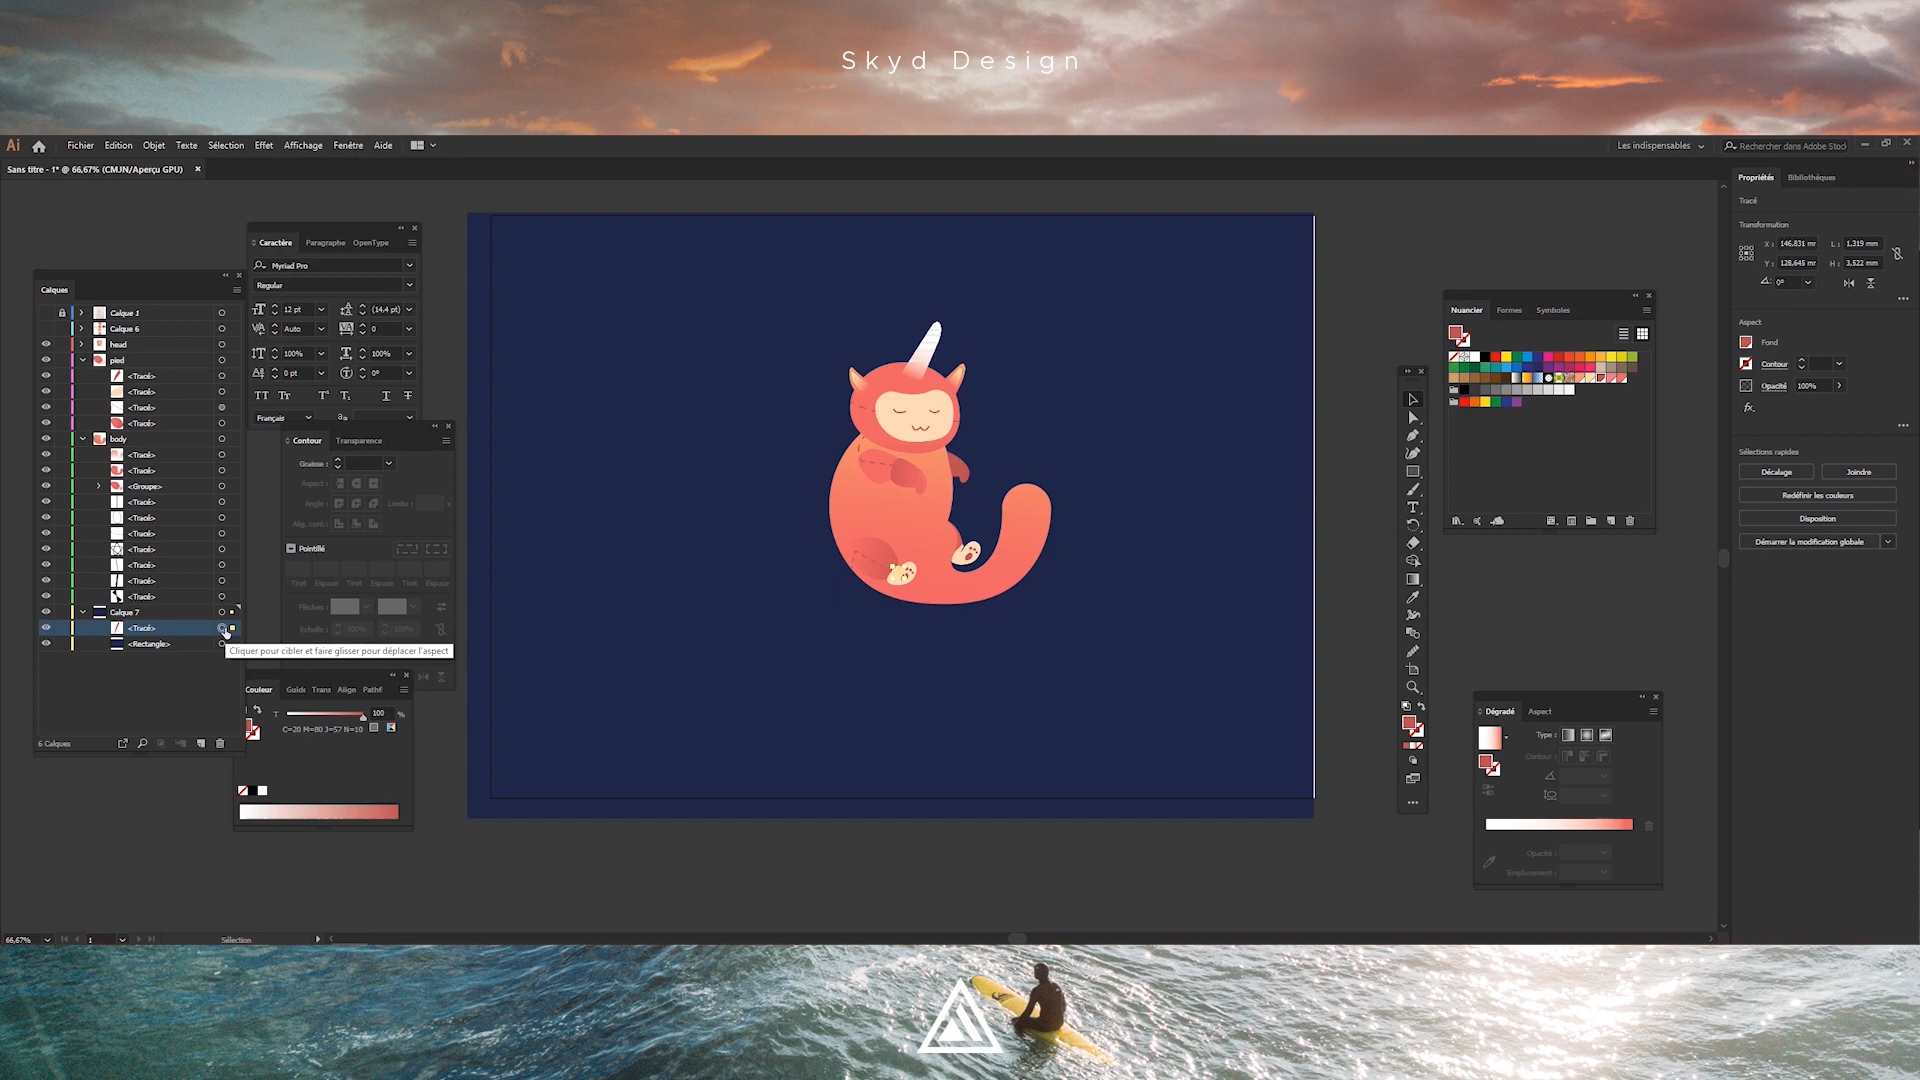 Skyd Design
Ai Fichier Edition Objet Texte Sélection Effet Affichage Fenêtre Aide
Les indispensables
Rechercher dans Adobe Stoc
Sans titre - 1* @ 66,67% (CMJN/Aperçu GPU) ×
Calques
Calque 1
Calque 6
head
pied
<Tracé>
<Tracé>
<Tracé>
<Tracé>
body
<Tracé>
<Tracé>
<Groupe>
<Tracé>
<Tracé>
<Tracé>
<Tracé>
<Tracé>
<Tracé>
<Tracé>
Calque 7
<Tracé>
<Rectangle>
6 Calques
Cliquer pour cibler et faire glisser pour déplacer l'aspect
Caractère Paragraphe OpenType
Myriad Pro
Regular
12 pt (14,4 pt)
Auto 0
100% 100%
0 pt 0°
Français
Contour Transparence
Graisse :
Aspect :
Angle : Limite : x
Alig. cont. :
Pointillé
Tiret Espace Tiret Espace Tiret Espace
Flèches :
Echelle : 100% 100%
Couleur Guide Trans Align Pathfi
T 100 %
C=20 M=80 J=57 N=10
66,67% 1 Sélection
Nuancier Formes Symboles
Dégradé Aspect
Type :
Contour :
Opacité :
Emplacement :
Propriétés Bibliothèques
Tracé
Transformation
X : 146,831 mr L : 1,319 mm
Y : 128,645 mr H : 3,522 mm
0°
Aspect
Fond
Contour
Opacité 100%
fx.
Sélections rapides
Décalage Joindre
Redéfinir les couleurs
Disposition
Démarrer la modification globale